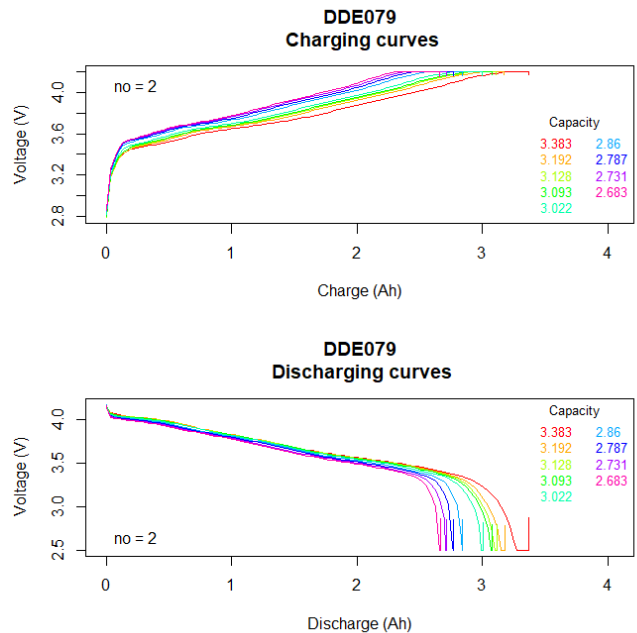 DDE079
Charging curves
no = 2
Voltage (V)
4.0
3.6
3.2
2.8
Capacity
3.383 2.86
3.192 2.787
3.128 2.731
3.093 2.683
3.022
0 1 2 3 4
Charge (Ah)
DDE079
Discharging curves
Voltage (V)
4.0
3.5
3.0
2.5
Capacity
3.383 2.86
3.192 2.787
3.128 2.731
3.093 2.683
3.022
no = 2
0 1 2 3 4
Discharge (Ah)